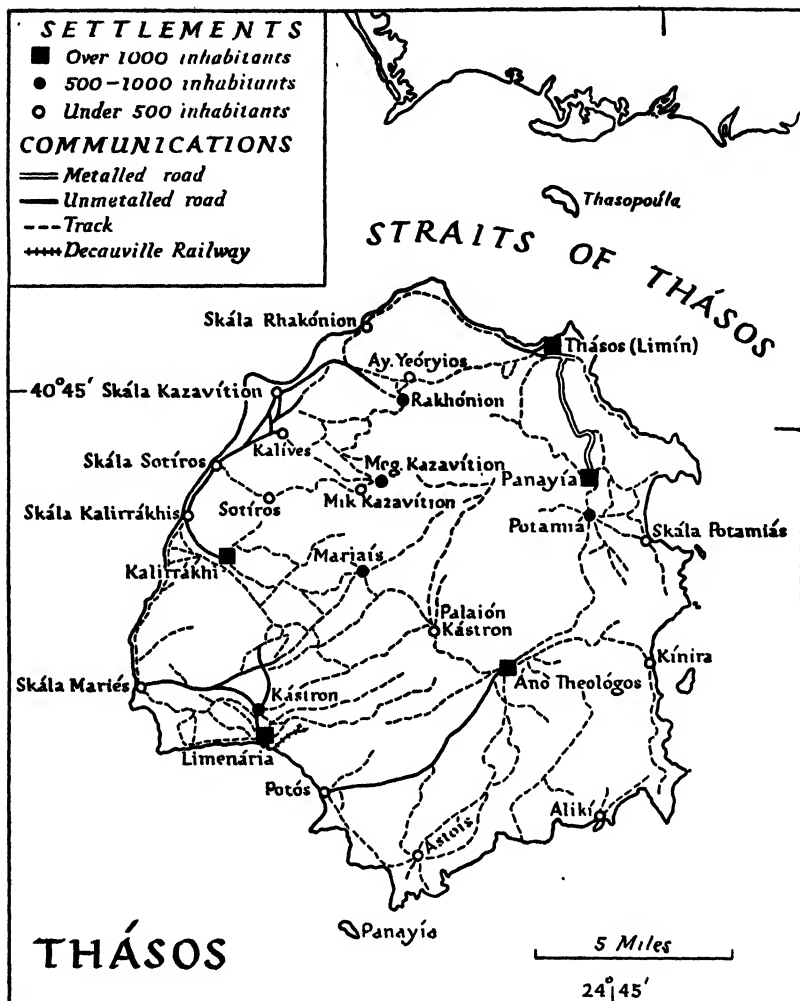 SETTLEMENTS
Over 1000 inhabitants
500–1000 inhabitants
Under 500 inhabitants
COMMUNICATIONS
Metalled road
Unmetalled road
Track
Decauville Railway
Thasopoúla
STRAITS OF THÁSOS
Skála Rhakónion
Thásos (Limín)
Ay. Yeóryios
40°45′
Skála Kazavítion
Rakhónion
Kalíves
Skála Sotíros
Meg. Kazavítion
Panayía
Sotíros
Mik Kazavítion
Skála Kalirrákhis
Potamiá
Skála Potamiás
Kalirrákhi
Mariaís
Palaión
Kástron
Kínira
Skála Mariés
Kástron
Ano Theológos
Limenária
Potós
Alikí
Astoís
Panayía
THÁSOS
5 Miles
24°45′